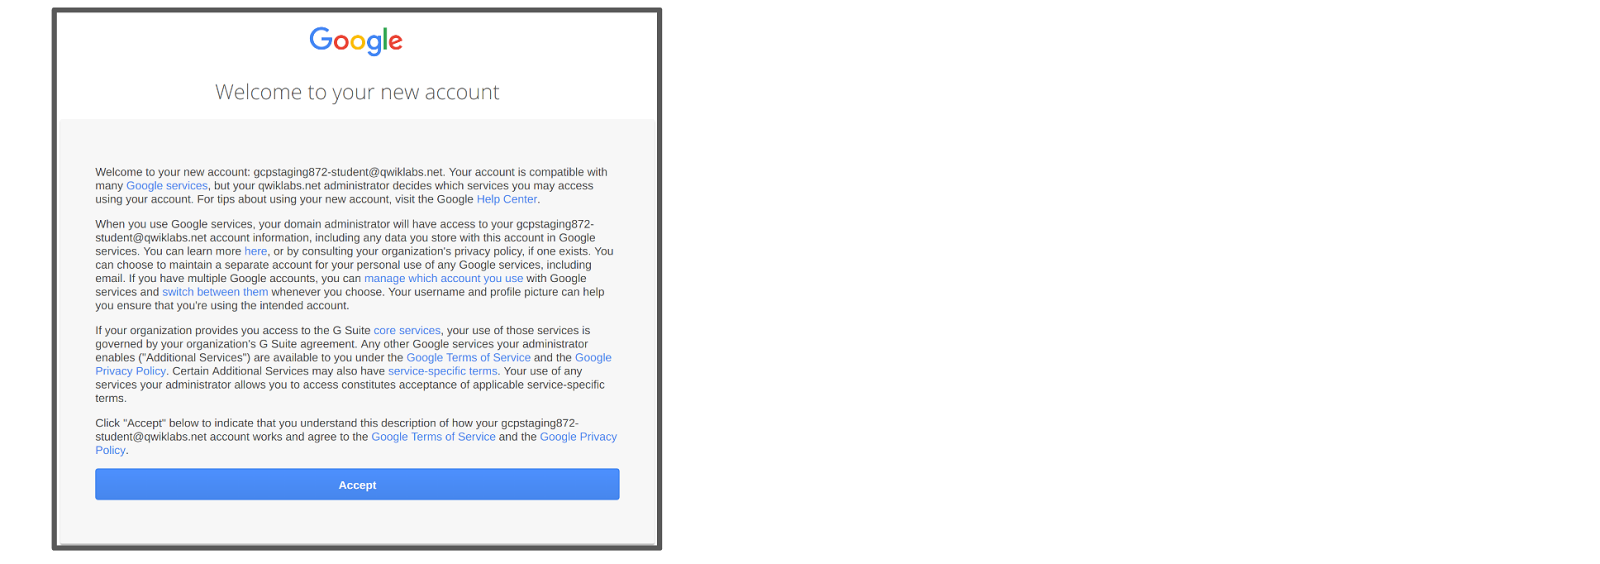 Google
Welcome to your new account
Welcome to your new account: gcpstaging872-student@qwiklabs.net. Your account is compatible with
many Google services, but your qwiklabs.net administrator decides which services you may access
using your account. For tips about using your new account, visit the Google Help Center.
When you use Google services, your domain administrator will have access to your gcpstaging872-
student@qwiklabs.net account information, including any data you store with this account in Google
services. You can learn more here, or by consulting your organization's privacy policy, if one exists. You
can choose to maintain a separate account for your personal use of any Google services, including
email. If you have multiple Google accounts, you can manage which account you use with Google
services and switch between them whenever you choose. Your username and profile picture can help
you ensure that you're using the intended account.
If your organization provides you access to the G Suite core services, your use of those services is
governed by your organization's G Suite agreement. Any other Google services your administrator
enables ("Additional Services") are available to you under the Google Terms of Service and the Google
Privacy Policy. Certain Additional Services may also have service-specific terms. Your use of any
services your administrator allows you to access constitutes acceptance of applicable service-specific
terms.
Click "Accept" below to indicate that you understand this description of how your gcpstaging872-
student@qwiklabs.net account works and agree to the Google Terms of Service and the Google Privacy
Policy.
Accept